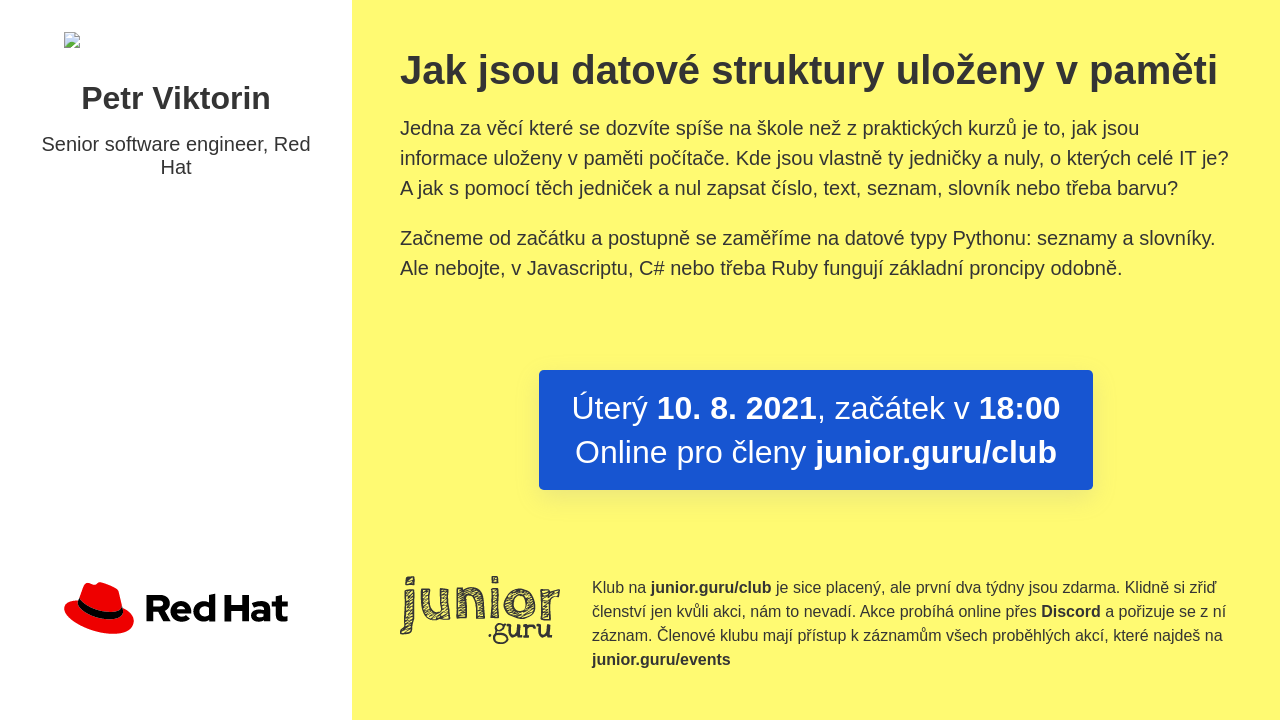 Petr Viktorin
Senior software engineer, Red
Hat
Red Hat
Jak jsou datové struktury uloženy v paměti
Jedna za věcí které se dozvíte spíše na škole než z praktických kurzů je to, jak jsou
informace uloženy v paměti počítače. Kde jsou vlastně ty jedničky a nuly, o kterých celé IT je?
A jak s pomocí těch jedniček a nul zapsat číslo, text, seznam, slovník nebo třeba barvu?
Začneme od začátku a postupně se zaměříme na datové typy Pythonu: seznamy a slovníky.
Ale nebojte, v Javascriptu, C# nebo třeba Ruby fungují základní proncipy odobně.
Úterý 10. 8. 2021, začátek v 18:00
Online pro členy junior.guru/club
junior
.guru
Klub na junior.guru/club je sice placený, ale první dva týdny jsou zdarma. Klidně si zřiď
členství jen kvůli akci, nám to nevadí. Akce probíhá online přes Discord a pořizuje se z ní
záznam. Členové klubu mají přístup k záznamům všech proběhlých akcí, které najdeš na
junior.guru/events